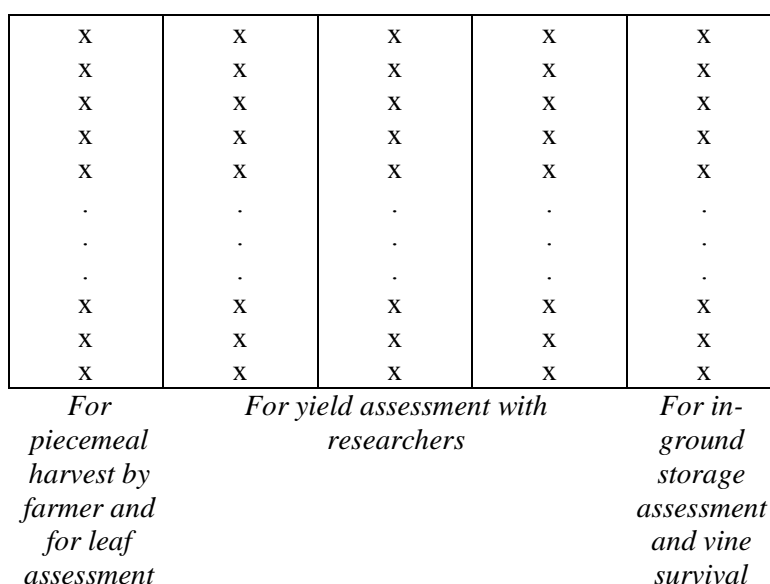 x x x x x
x x x x x
x x x x x
x x x x x
x x x x x
. . . . .
. . . . .
. . . . .
x x x x x
x x x x x
x x x x x
For
piecemeal
harvest by
farmer and
for leaf
assessment
For yield assessment with
researchers
For in-
ground
storage
assessment
and vine
survival